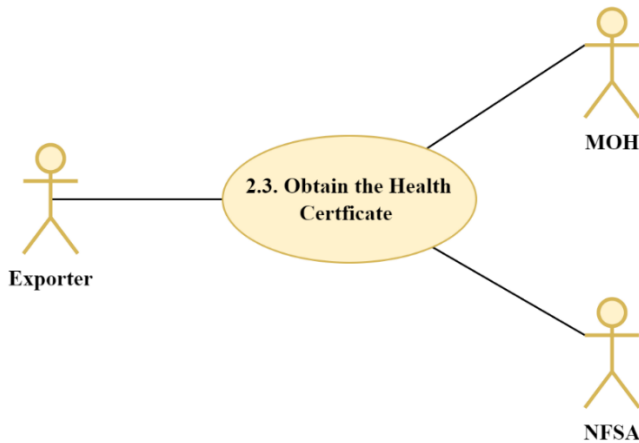 MOH
2.3. Obtain the Health
Certficate
Exporter
NFSA